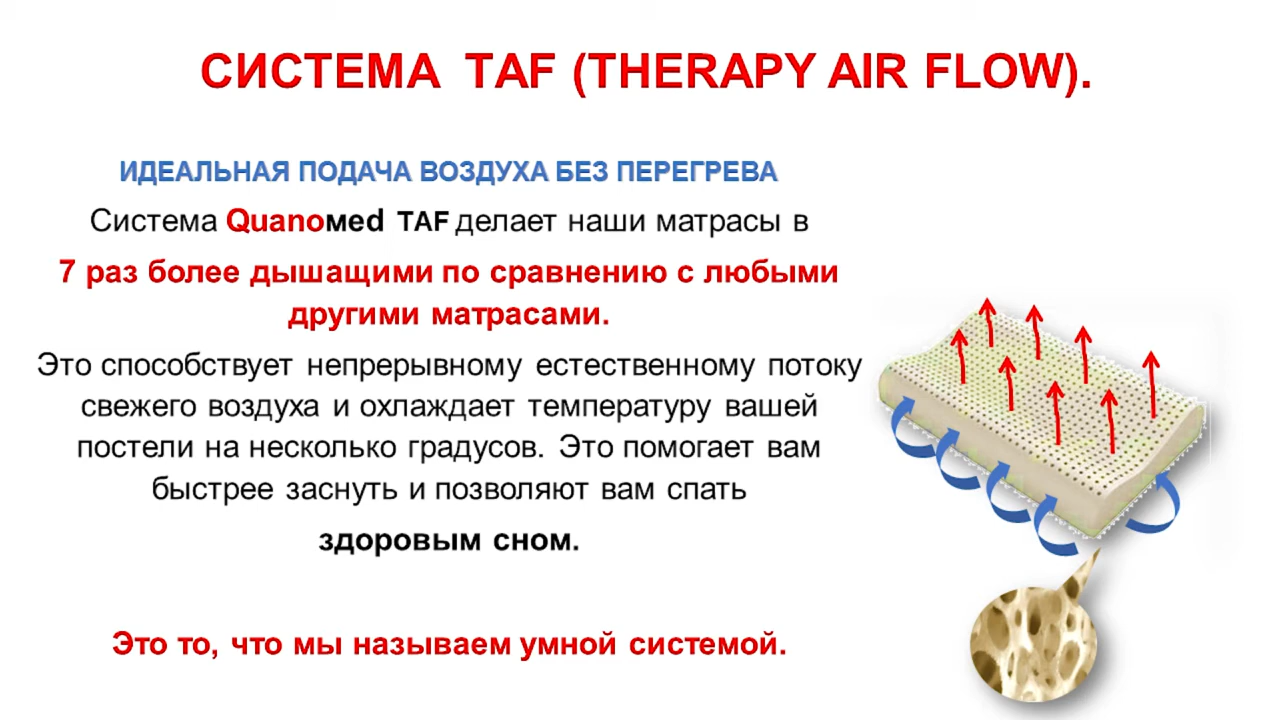 СИСТЕМА TAF (THERAPY AIR FLOW).
ИДЕАЛЬНАЯ ПОДАЧА ВОЗДУХА БЕЗ ПЕРЕГРЕВА
Система Quanoмed TAF делает наши матрасы в
7 раз более дышащими по сравнению с любыми
другими матрасами.
Это способствует непрерывному естественному потоку
свежего воздуха и охлаждает температуру вашей
постели на несколько градусов. Это помогает вам
быстрее заснуть и позволяют вам спать
здоровым сном.
Это то, что мы называем умной системой.